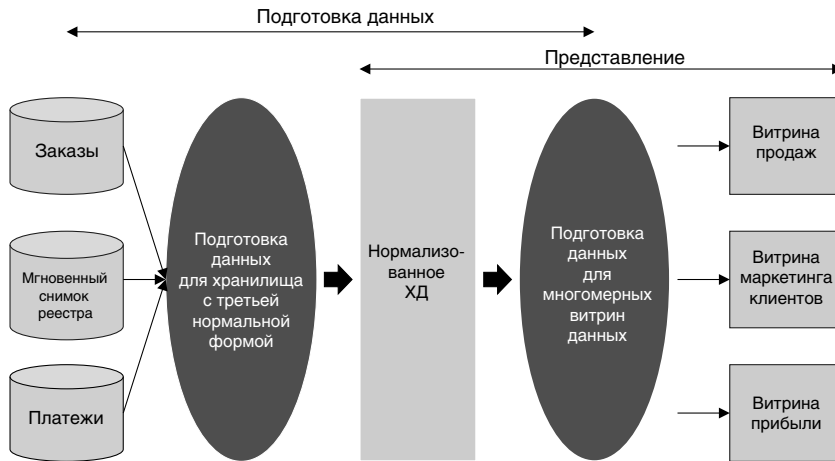 Подготовка данных
Представление
Заказы
Мгновенный
снимок
реестра
Платежи
Подготовка
данных
для хранилища
с третьей
нормальной
формой
Нормализо-
ванное
ХД
Подготовка
данных
для
многомерных
витрин
данных
Витрина
продаж
Витрина
маркетинга
клиентов
Витрина
прибыли